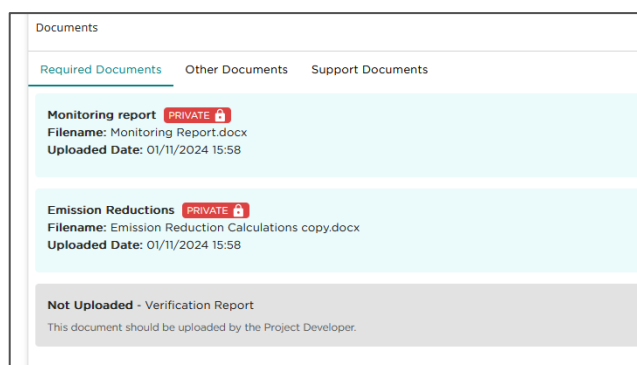 Documents
Required Documents Other Documents Support Documents
Monitoring report PRIVATE
Filename: Monitoring Report.docx
Uploaded Date: 01/11/2024 15:58
Emission Reductions PRIVATE
Filename: Emission Reduction Calculations copy.docx
Uploaded Date: 01/11/2024 15:58
Not Uploaded - Verification Report
This document should be uploaded by the Project Developer.